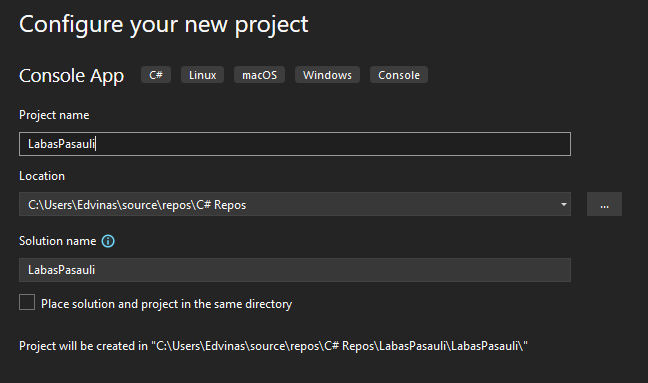 Configure your new project
Console App C# Linux macOS Windows Console
Project name
LabasPasauli
Location
C:\Users\Edvinas\source\repos\C# Repos
...
Solution name
LabasPasauli
Place solution and project in the same directory
Project will be created in "C:\Users\Edvinas\source\repos\C# Repos\LabasPasauli\LabasPasauli\"